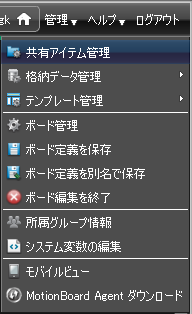 gk 管理▼ ヘルプ▼ ログアウト
共有アイテム管理
格納データ管理
テンプレート管理
ボード管理
ボード定義を保存
ボード定義を別名で保存
ボード編集を終了
所属グループ情報
システム変数の編集
モバイルビュー
MotionBoard Agent ダウンロード